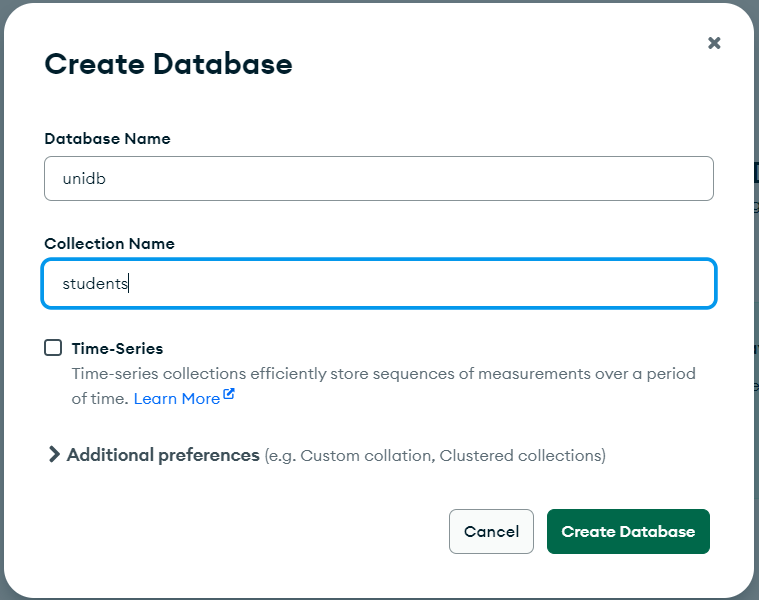 Create Database
Database Name
unidb
Collection Name
students
Time-Series
Time-series collections efficiently store sequences of measurements over a period
of time. Learn More
Additional preferences (e.g. Custom collation, Clustered collections)
Cancel
Create Database